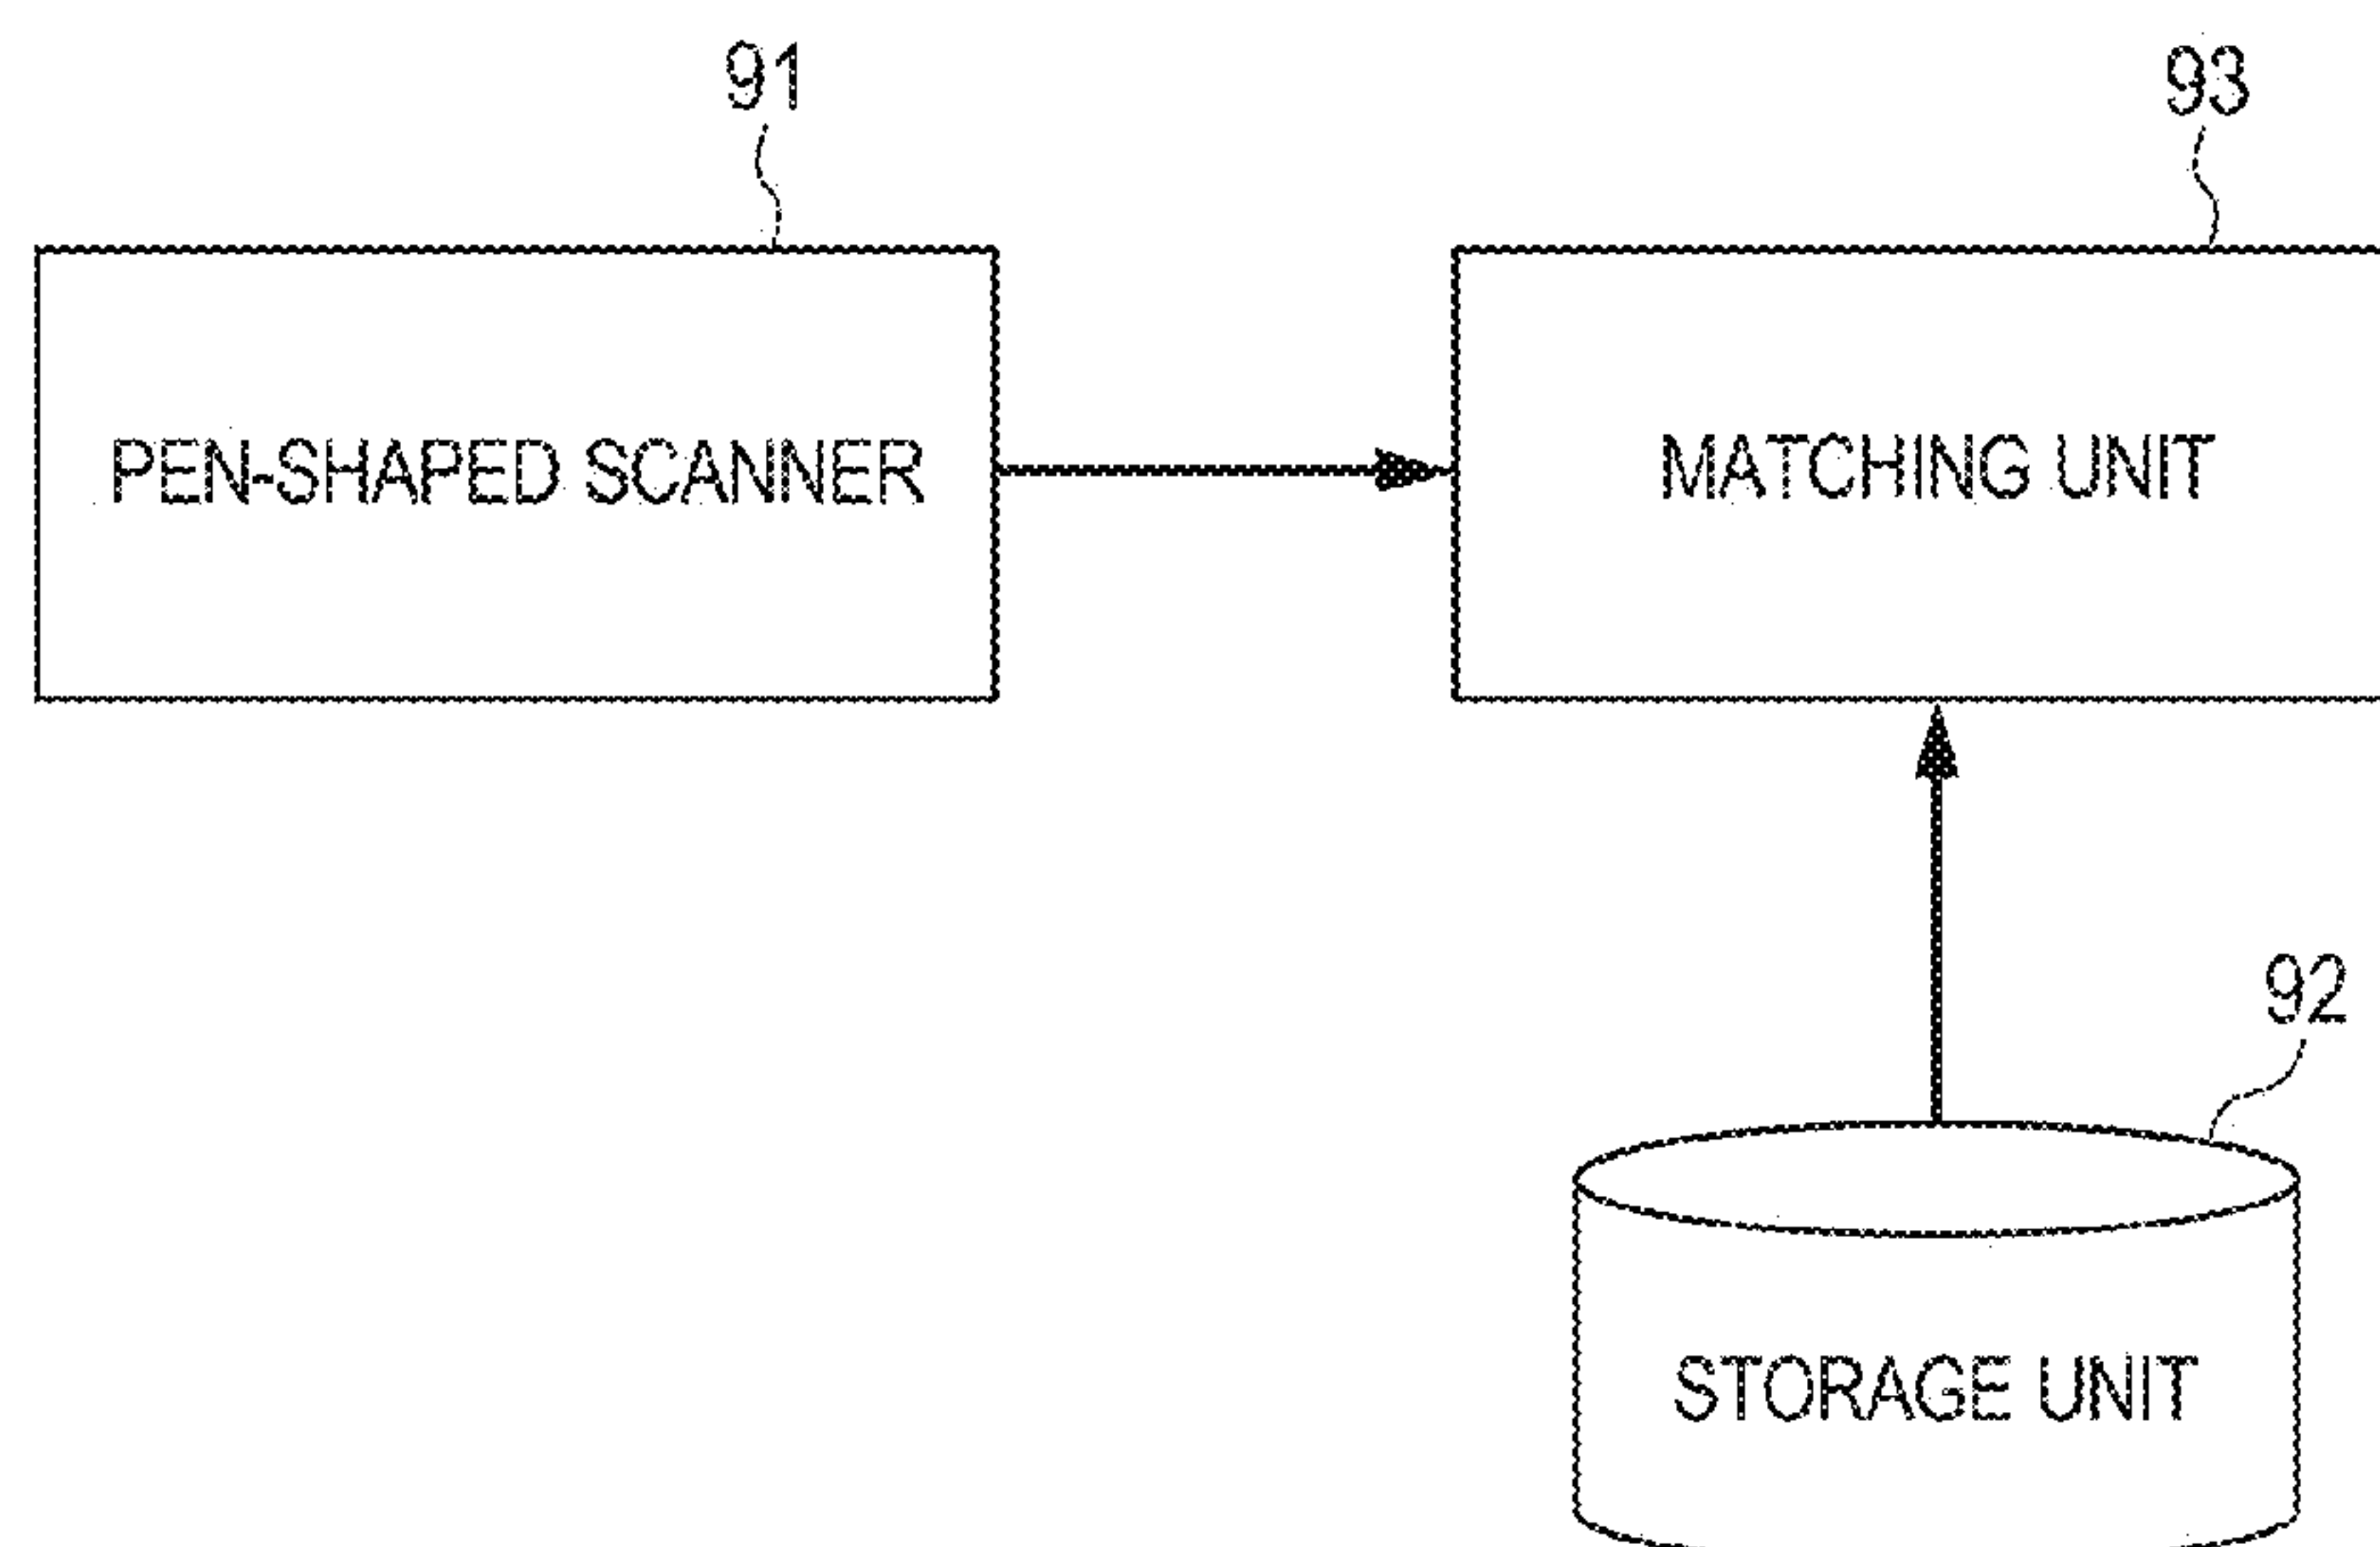 91
93
PEN-SHAPED SCANNER
MATCHING UNIT
92
STORAGE UNIT